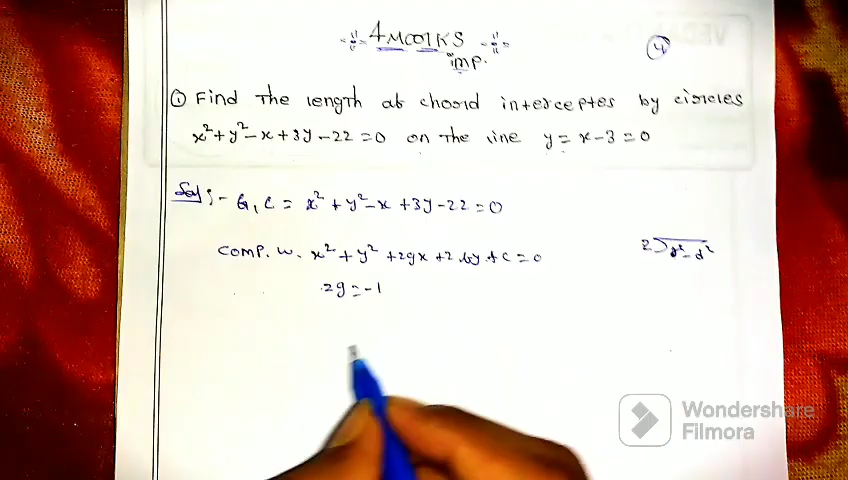 4 Marks
imp.
4
① Find The length of chord interceptes by circles
x²+y²-x+3y-22=0 on The line y=x-3=0
Sol:- G, C = x²+y²-x+3y-22=0
Comp. w. x²+y²+2gx+2by+C=0
2√r²-d²
2g=-1
Wondershare
Filmora